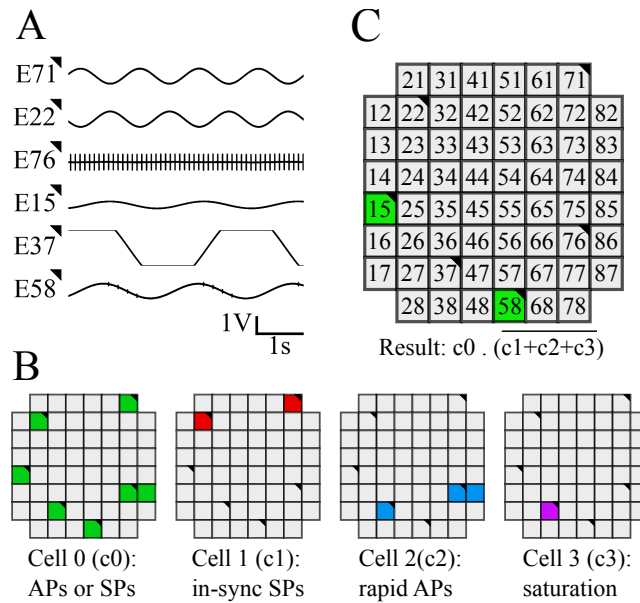 A
E71
E22
E76
E15
E37
E58
1V
1s
C
21 31 41 51 61 71
12 22 32 42 52 62 72 82
13 23 33 43 53 63 73 83
14 24 34 44 54 64 74 84
15 25 35 45 55 65 75 85
16 26 36 46 56 66 76 86
17 27 37 47 57 67 77 87
28 38 48 58 68 78
Result: c0 . (c1+c2+c3)
B
Cell 0 (c0):
APs or SPs
Cell 1 (c1):
in-sync SPs
Cell 2(c2):
rapid APs
Cell 3 (c3):
saturation